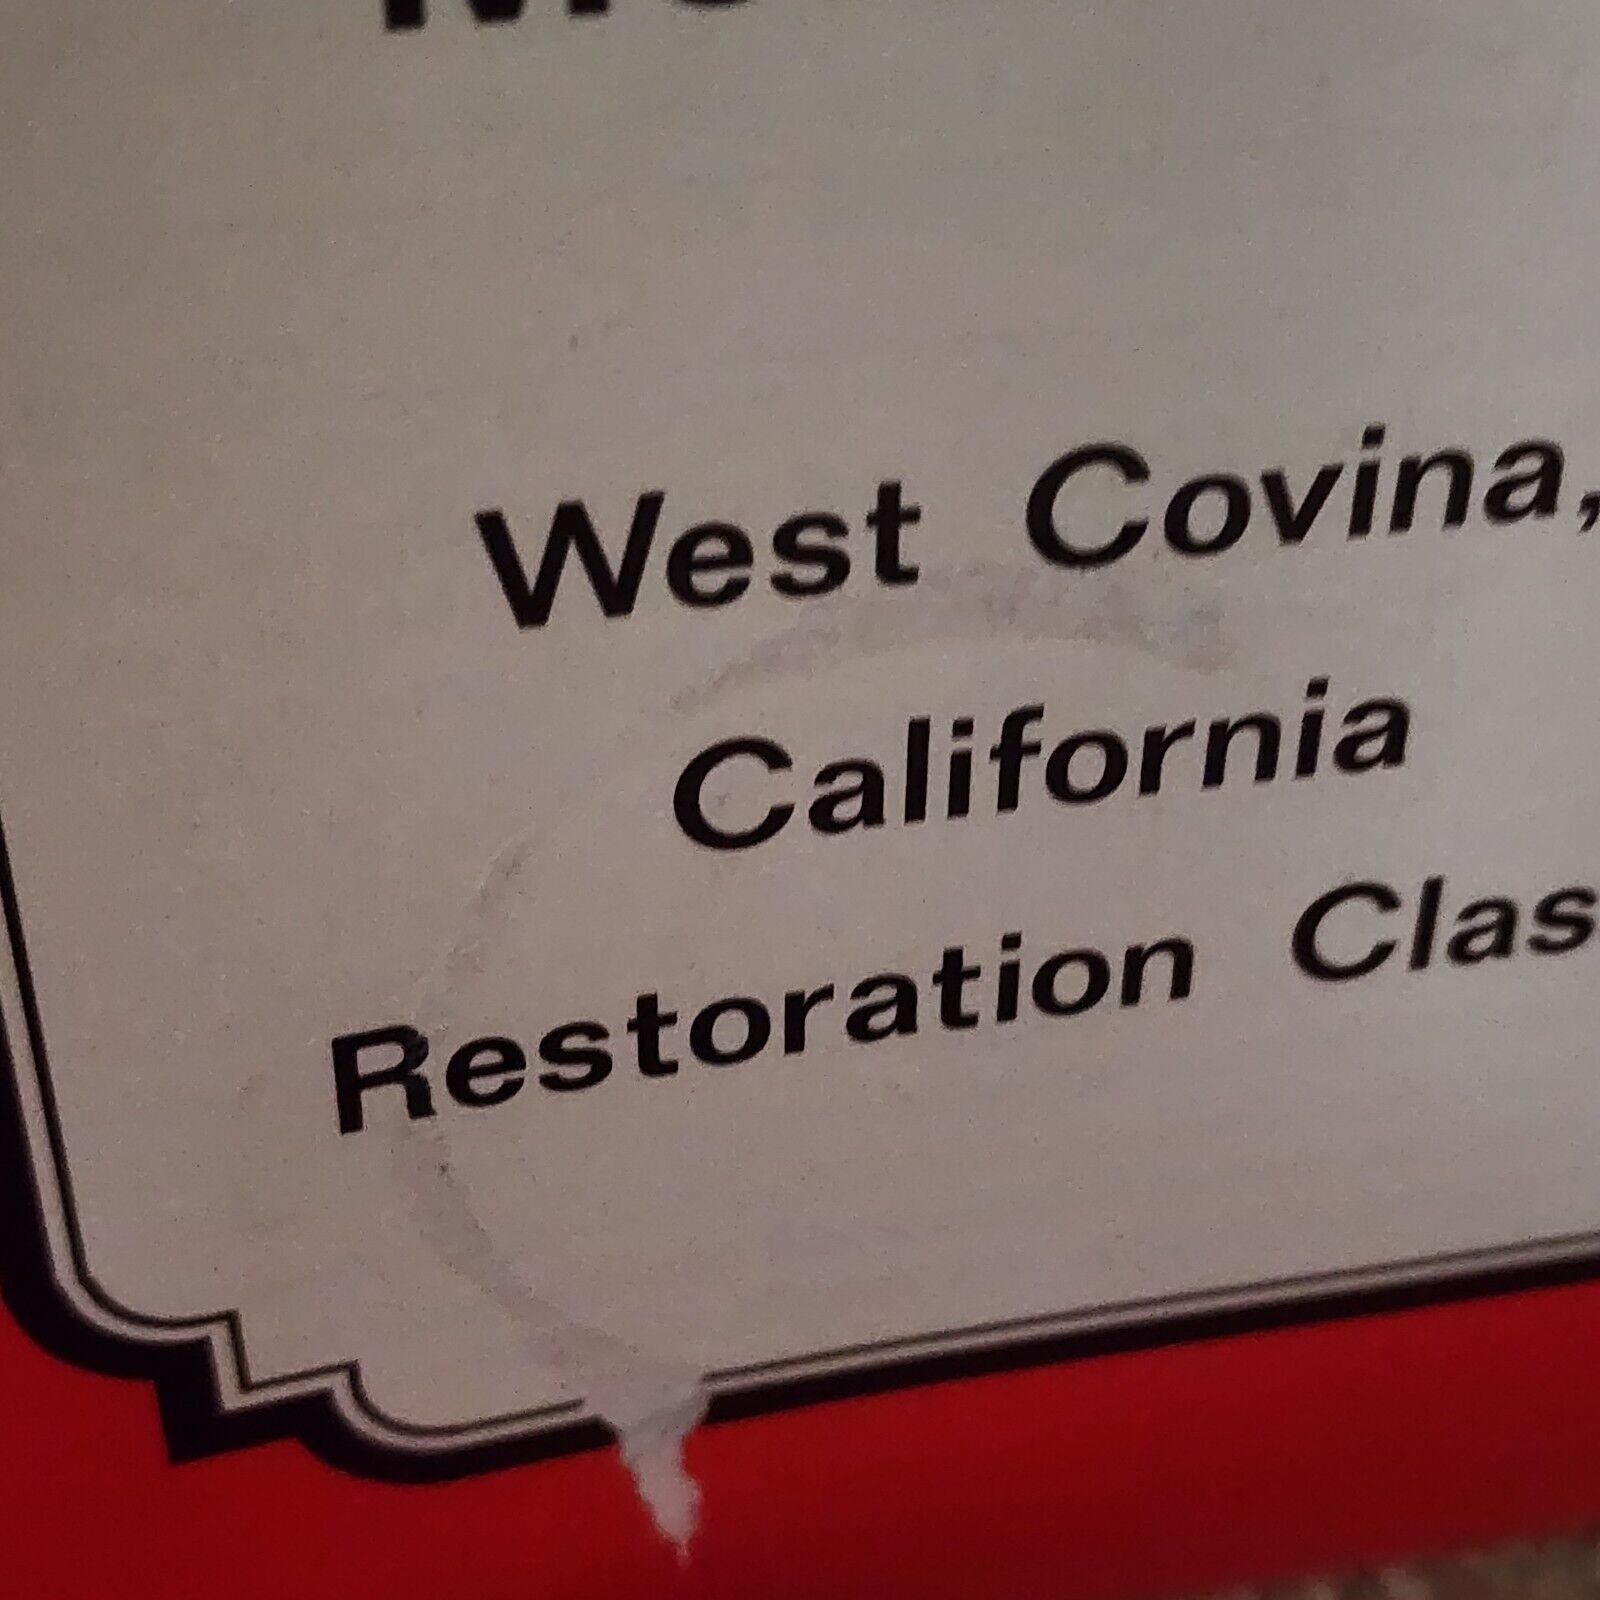 West Covina,
California
Restoration Clas